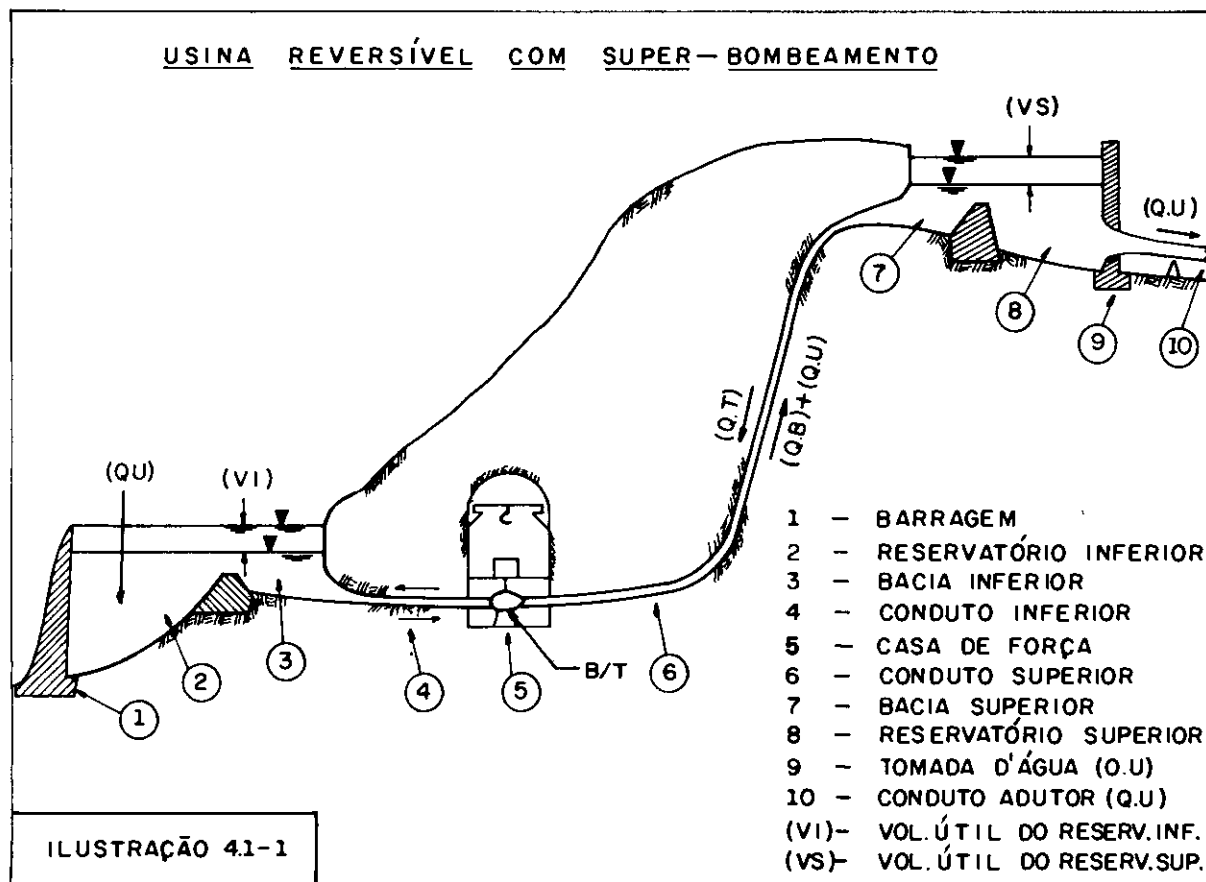 USINA REVERSÍVEL COM SUPER-BOMBEAMENTO
(VS)
(Q.U)
7
8
9
10
(Q.T)
(Q.B)+(Q.U)
(QU)
(VI)
B/T
1
2
3
4
5
6
1 - BARRAGEM
2 - RESERVATÓRIO INFERIOR
3 - BACIA INFERIOR
4 - CONDUTO INFERIOR
5 - CASA DE FORÇA
6 - CONDUTO SUPERIOR
7 - BACIA SUPERIOR
8 - RESERVATÓRIO SUPERIOR
9 - TOMADA D'ÁGUA (O.U)
10 - CONDUTO ADUTOR (Q.U)
(VI)- VOL. ÚTIL DO RESERV. INF.
(VS)- VOL. ÚTIL DO RESERV. SUP.
ILUSTRAÇÃO 4.1-1